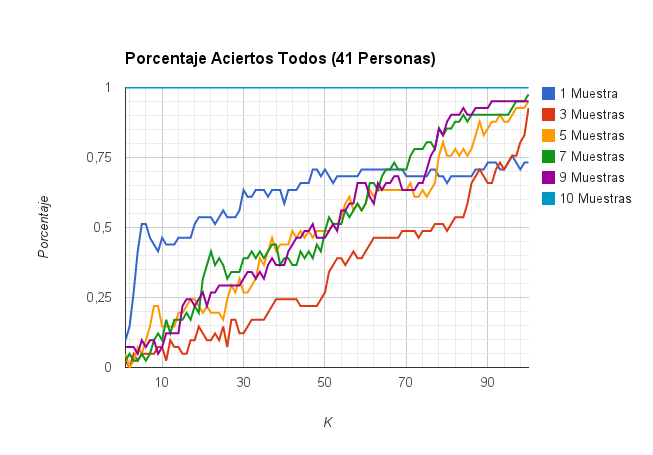 Porcentaje Aciertos Todos (41 Personas)
1
0,75
0,5
0,25
0
Porcentaje
10
30
50
70
90
K
1 Muestra
3 Muestras
5 Muestras
7 Muestras
9 Muestras
10 Muestras